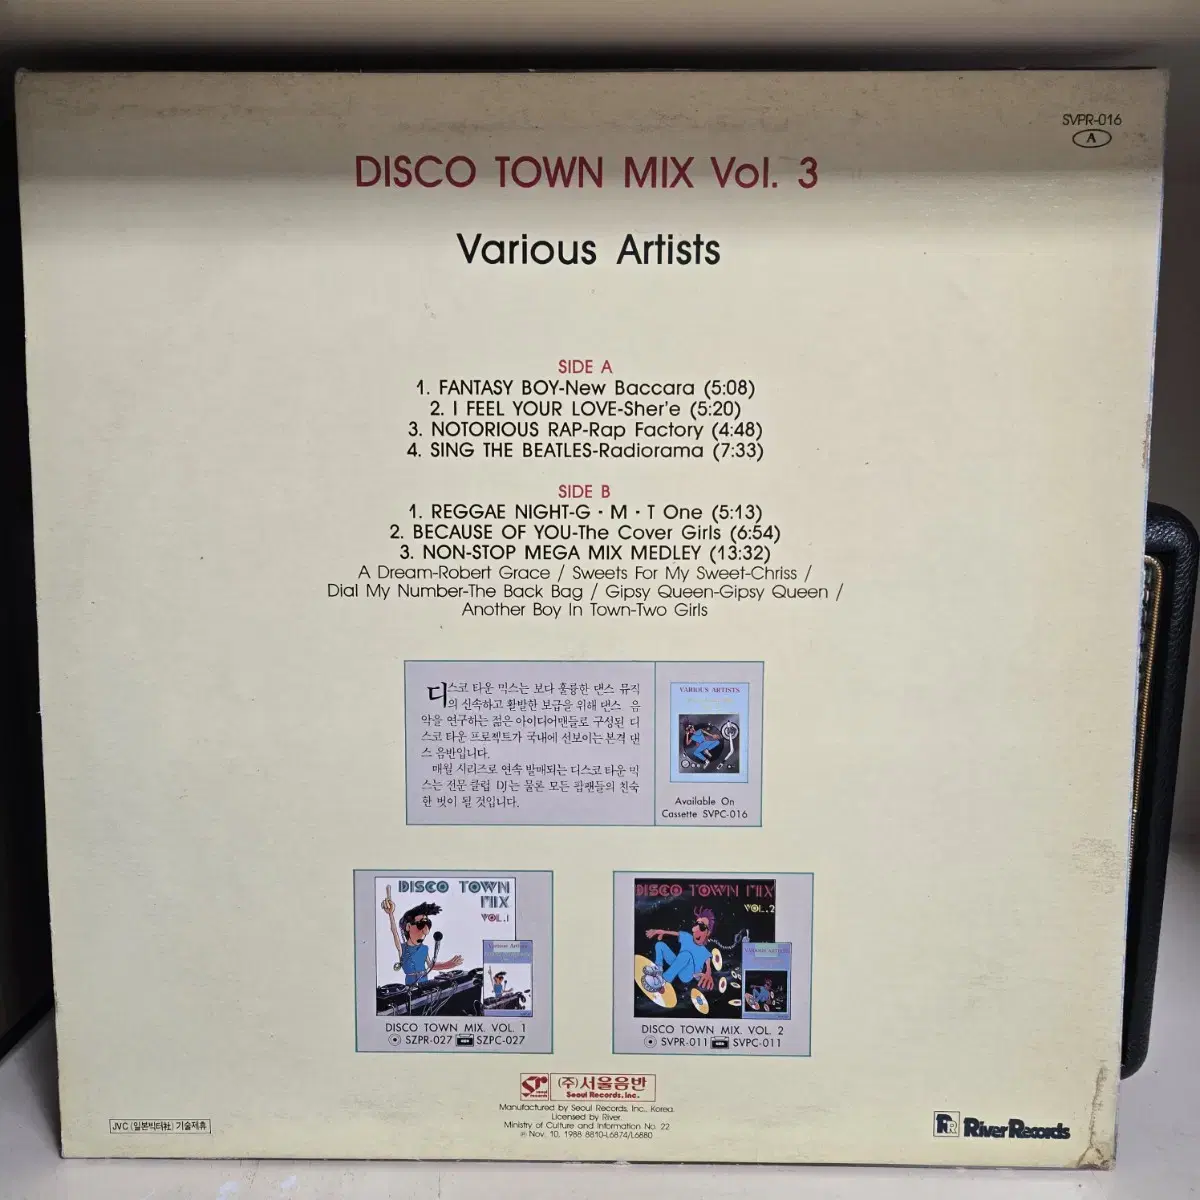 SVPR-016
A
DISCO TOWN MIX Vol. 3
Various Artists
SIDE A
1. FANTASY BOY-New Baccara (5:08)
2. I FEEL YOUR LOVE-Sher'e (5:20)
3. NOTORIOUS RAP-Rap Factory (4:48)
4. SING THE BEATLES-Radiorama (7:33)
SIDE B
1. REGGAE NIGHT-G·M·T One (5:13)
2. BECAUSE OF YOU-The Cover Girls (6:54)
3. NON-STOP MEGA MIX MEDLEY (13:32)
A Dream-Robert Grace / Sweets For My Sweet-Chriss /
Dial My Number-The Back Bag / Gipsy Queen-Gipsy Queen /
Another Boy In Town-Two Girls
디스코 타운 믹스는 보다 훌륭한 댄스 뮤직
의 신속하고 활발한 보급을 위해 댄스 음
악을 연구하는 젊은 아이디어맨들로 구성된 디
스코 타운 프로젝트가 국내에 선보이는 본격 댄
스 음반입니다.
매월 시리즈로 연속 발매되는 디스코 타운 믹
스는 전문 클럽 DJ는 물론 모든 팝팬들의 친숙
한 벗이 될 것입니다.
VARIOUS ARTISTS
Available On
Cassette SVPC-016
DISCO TOWN
MIX
VOL.1
Various Artists
DISCO TOWN MIX. VOL. 1
SZPR-027 SZPC-027
DISCO TOWN MIX
VOL.2
VARIOUS ARTISTS
DISCO TOWN MIX. VOL. 2
SVPR-011 SVPC-011
(주)서울음반
Seoul Records, Inc.
Manufactured by Seoul Records, Inc., Korea.
Licensed by River.
Ministry of Culture and Information No. 22
℗ Nov. 10. 1988 8810-L6874/L6880
JVC (일본빅터社) 기술제휴
River Records